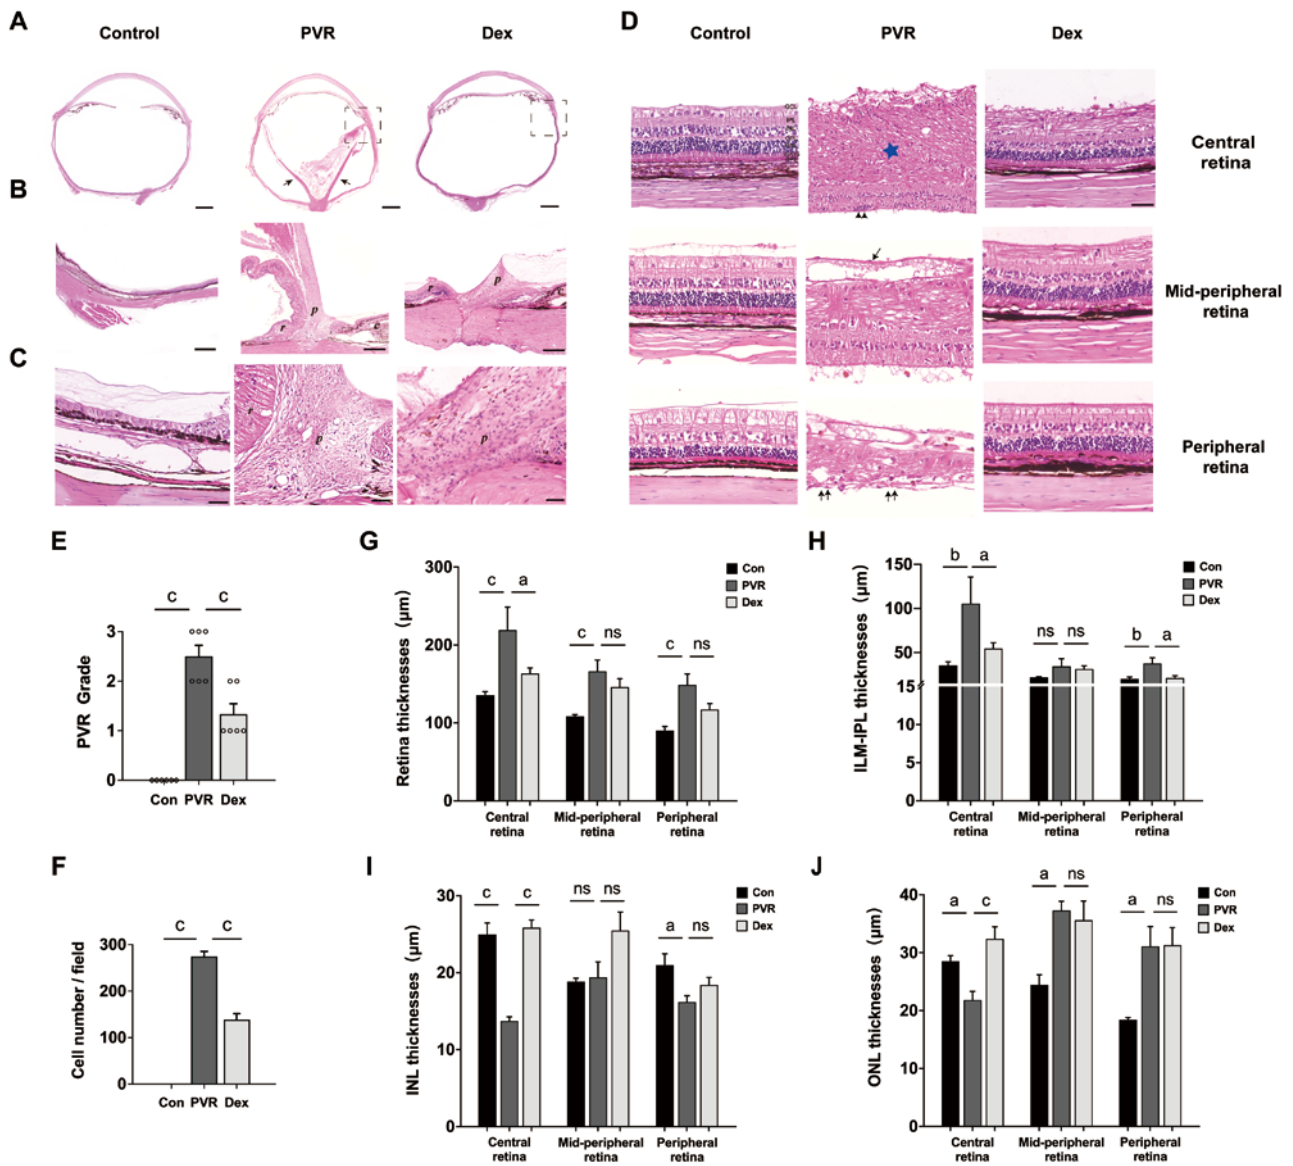 A
Control
PVR
Dex
D
Control
PVR
Dex
Central
retina
B
r
p
c
r
p
c
Mid-peripheral
retina
C
r
p
p
Peripheral
retina
E
c
c
PVR Grade
3
2
1
0
Con PVR Dex
G
Retina thicknesses (μm)
300
200
100
0
c
a
c
ns
c
ns
Con
PVR
Dex
Central
retina
Mid-peripheral
retina
Peripheral
retina
H
ILM-IPL thicknesses (μm)
150
100
50
15
15
10
5
0
b
a
ns
ns
b
a
Con
PVR
Dex
Central
retina
Mid-peripheral
retina
Peripheral
retina
F
c
c
Cell number / field
300
200
100
0
Con PVR Dex
I
INL thicknesses (μm)
30
20
10
0
c
c
ns
ns
a
ns
Con
PVR
Dex
Central
retina
Mid-peripheral
retina
Peripheral
retina
J
ONL thicknesses (μm)
40
30
20
10
0
a
c
a
ns
a
ns
Con
PVR
Dex
Central
retina
Mid-peripheral
retina
Peripheral
retina